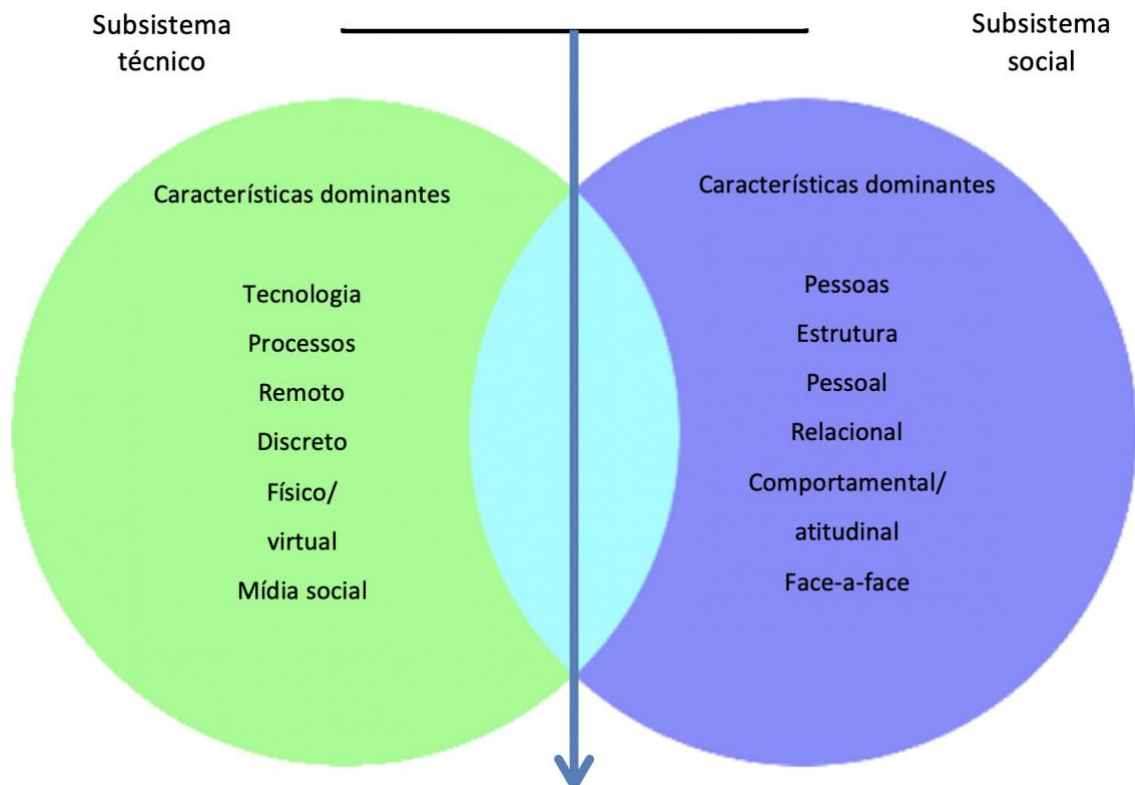 Subsistema
técnico
Subsistema
social
Características dominantes
Tecnologia
Processos
Remoto
Discreto
Físico/
virtual
Mídia social
Características dominantes
Pessoas
Estrutura
Pessoal
Relacional
Comportamental/
atitudinal
Face-a-face